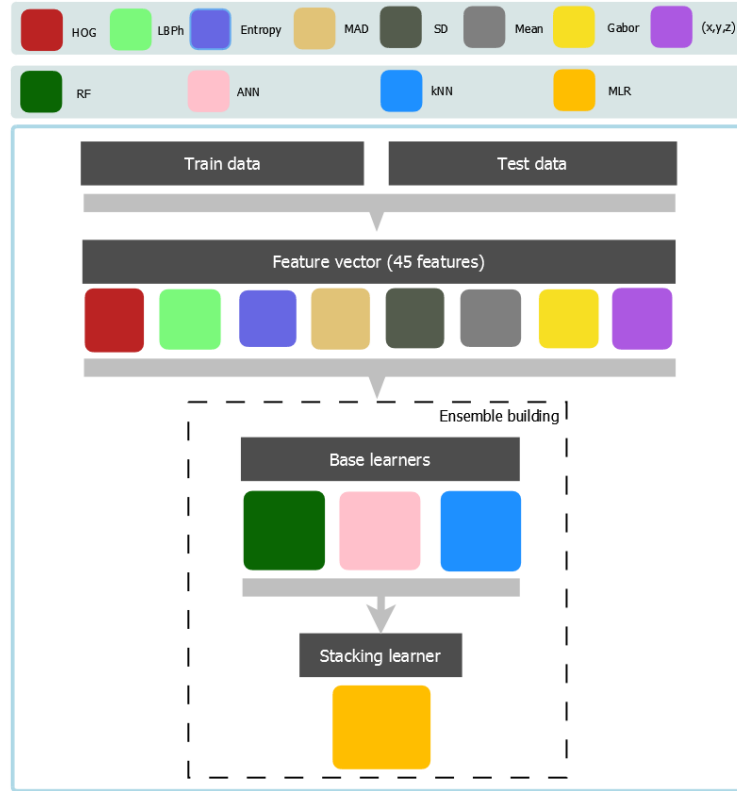 HOG LBPh Entropy MAD SD Mean Gabor (x,y,z)
RF ANN kNN MLR
Train data Test data
Feature vector (45 features)
Ensemble building
Base learners
Stacking learner